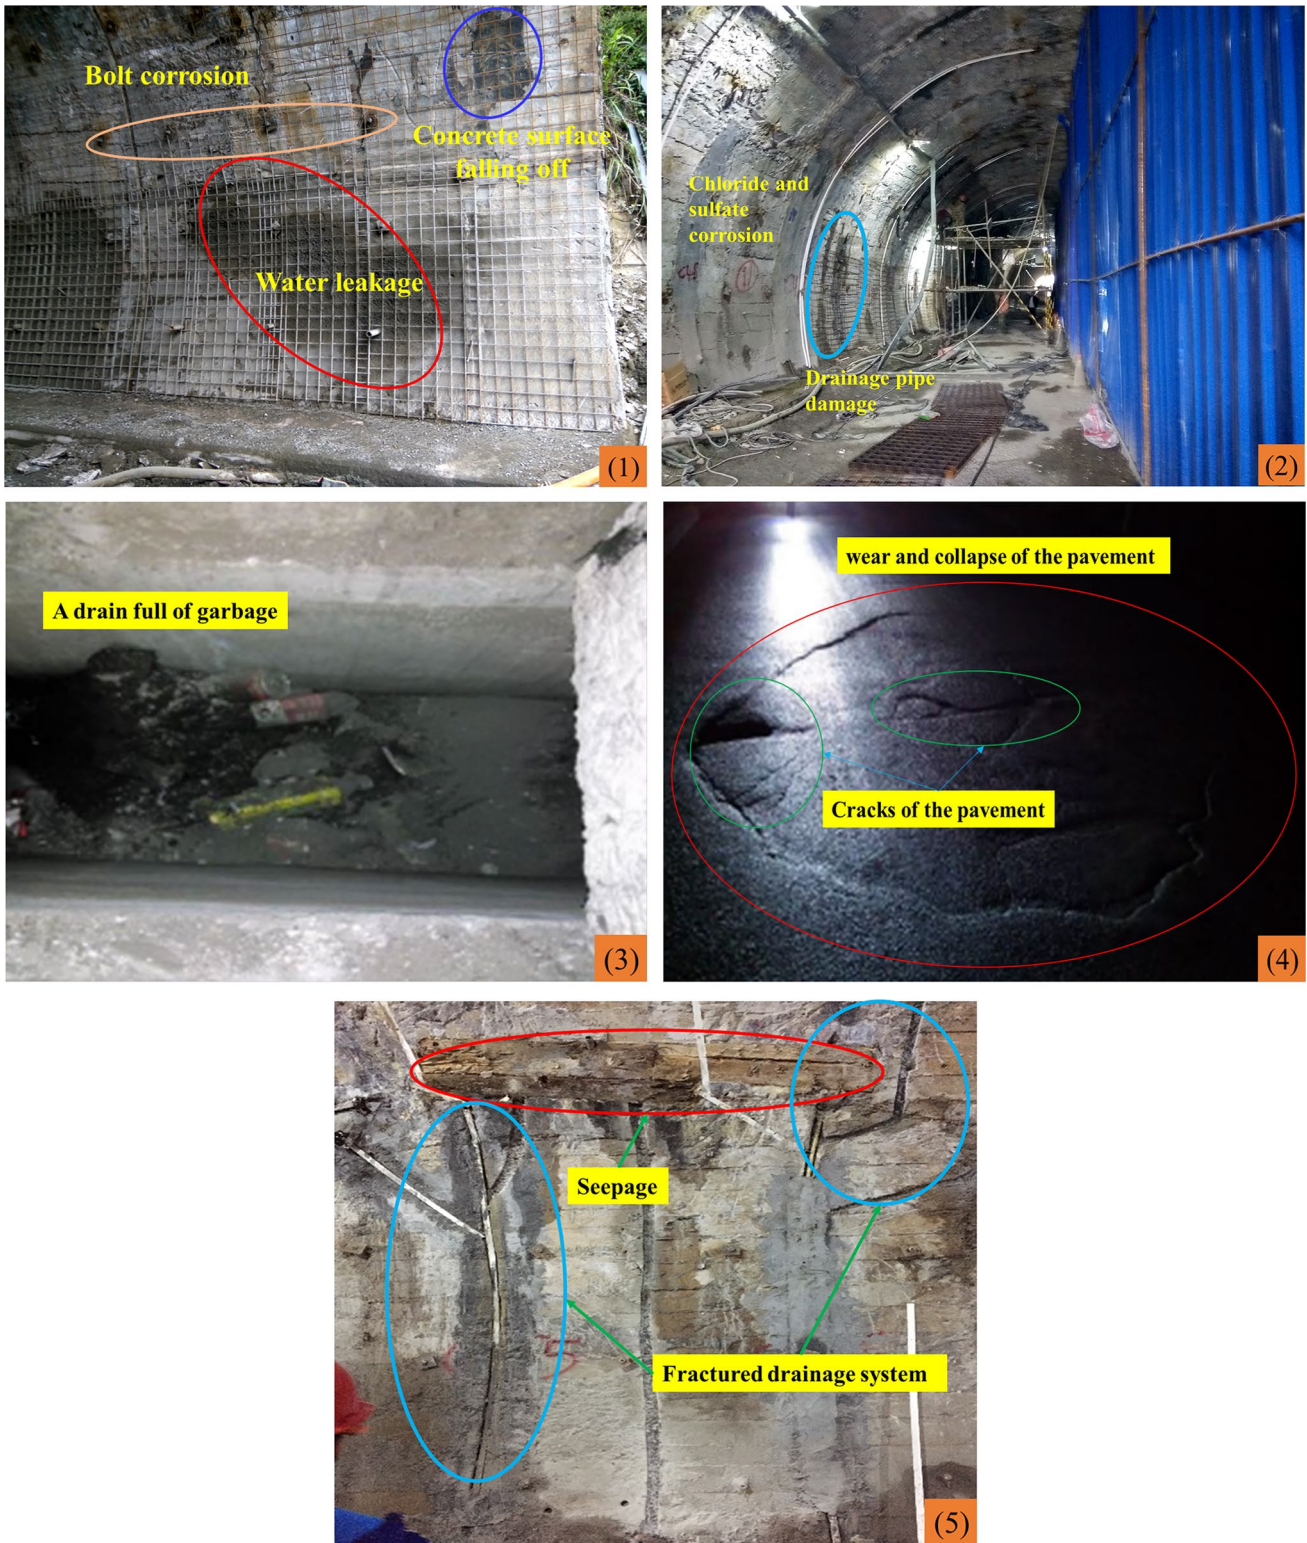 Bolt corrosion
Concrete surface
falling off
Water leakage
(1)
Chloride and
sulfate
corrosion
Drainage pipe
damage
(2)
A drain full of garbage
(3)
wear and collapse of the pavement
Cracks of the pavement
(4)
Seepage
5
Fractured drainage system
(5)